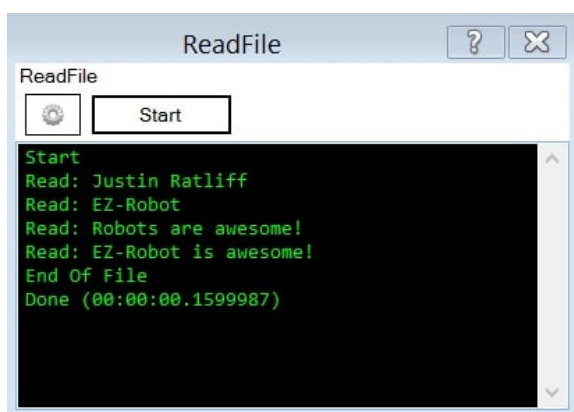 ReadFile
?
ReadFile
Start
Start
Read: Justin Ratliff
Read: EZ-Robot
Read: Robots are awesome!
Read: EZ-Robot is awesome!
End Of File
Done (00:00:00.1599987)